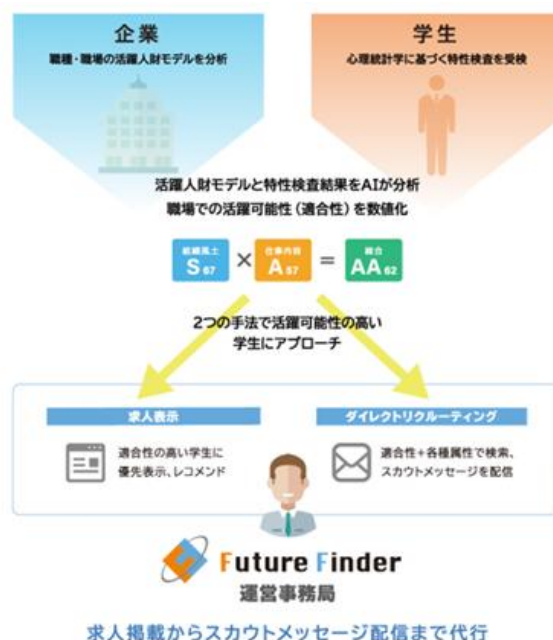 企業
職種・職場の活躍人財モデルを分析
学生
心理統計学に基づく特性検査を受検
活躍人財モデルと特性検査結果をAIが分析
職場での活躍可能性(適合性)を数値化
組織風土
S 67
×
仕事内容
A 57
=
総合
AA 62
2つの手法で活躍可能性の高い
学生にアプローチ
求人表示
適合性の高い学生に
優先表示、レコメンド
ダイレクトリクルーティング
適合性+各種属性で検索、
スカウトメッセージを配信
Future Finder
運営事務局
求人掲載からスカウトメッセージ配信まで代行